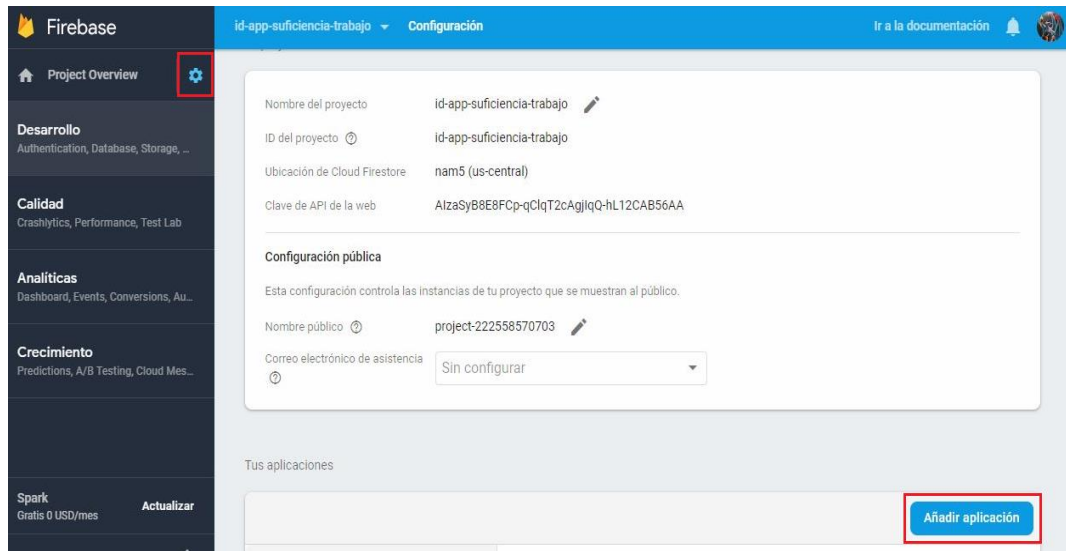 Firebase
id-app-suficiencia-trabajo
Configuración
Ir a la documentación
Project Overview
Desarrollo
Authentication, Database, Storage, ...
Calidad
Crashlytics, Performance, Test Lab
Analíticas
Dashboard, Events, Conversions, Au...
Crecimiento
Predictions, A/B Testing, Cloud Mes...
Spark
Gratis 0 USD/mes
Actualizar
Nombre del proyecto
id-app-suficiencia-trabajo
ID del proyecto
id-app-suficiencia-trabajo
Ubicación de Cloud Firestore
nam5 (us-central)
Clave de API de la web
AIzaSyB8E8FCp-qClqT2cAgjIqQ-hL12CAB56AA
Configuración pública
Esta configuración controla las instancias de tu proyecto que se muestran al público.
Nombre público
project-222558570703
Correo electrónico de asistencia
Sin configurar
Tus aplicaciones
Añadir aplicación